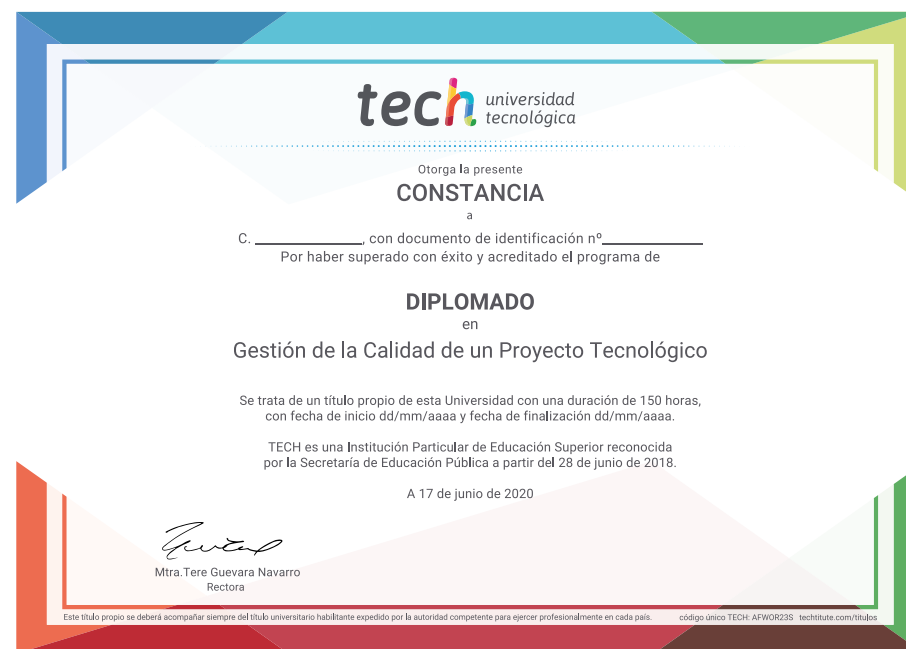 tech universidad
tecnológica
Otorga la presente
CONSTANCIA
a
C. ____________, con documento de identificación nº____________
Por haber superado con éxito y acreditado el programa de
DIPLOMADO
en
Gestión de la Calidad de un Proyecto Tecnológico
Se trata de un título propio de esta Universidad con una duración de 150 horas,
con fecha de inicio dd/mm/aaaa y fecha de finalización dd/mm/aaaa.
TECH es una Institución Particular de Educación Superior reconocida
por la Secretaría de Educación Pública a partir del 28 de junio de 2018.
A 17 de junio de 2020
Mtra.Tere Guevara Navarro
Rectora
Este título propio se deberá acompañar siempre del título universitario habilitante expedido por la autoridad competente para ejercer profesionalmente en cada país. código único TECH: AFWOR23S techtitute.com/titulos